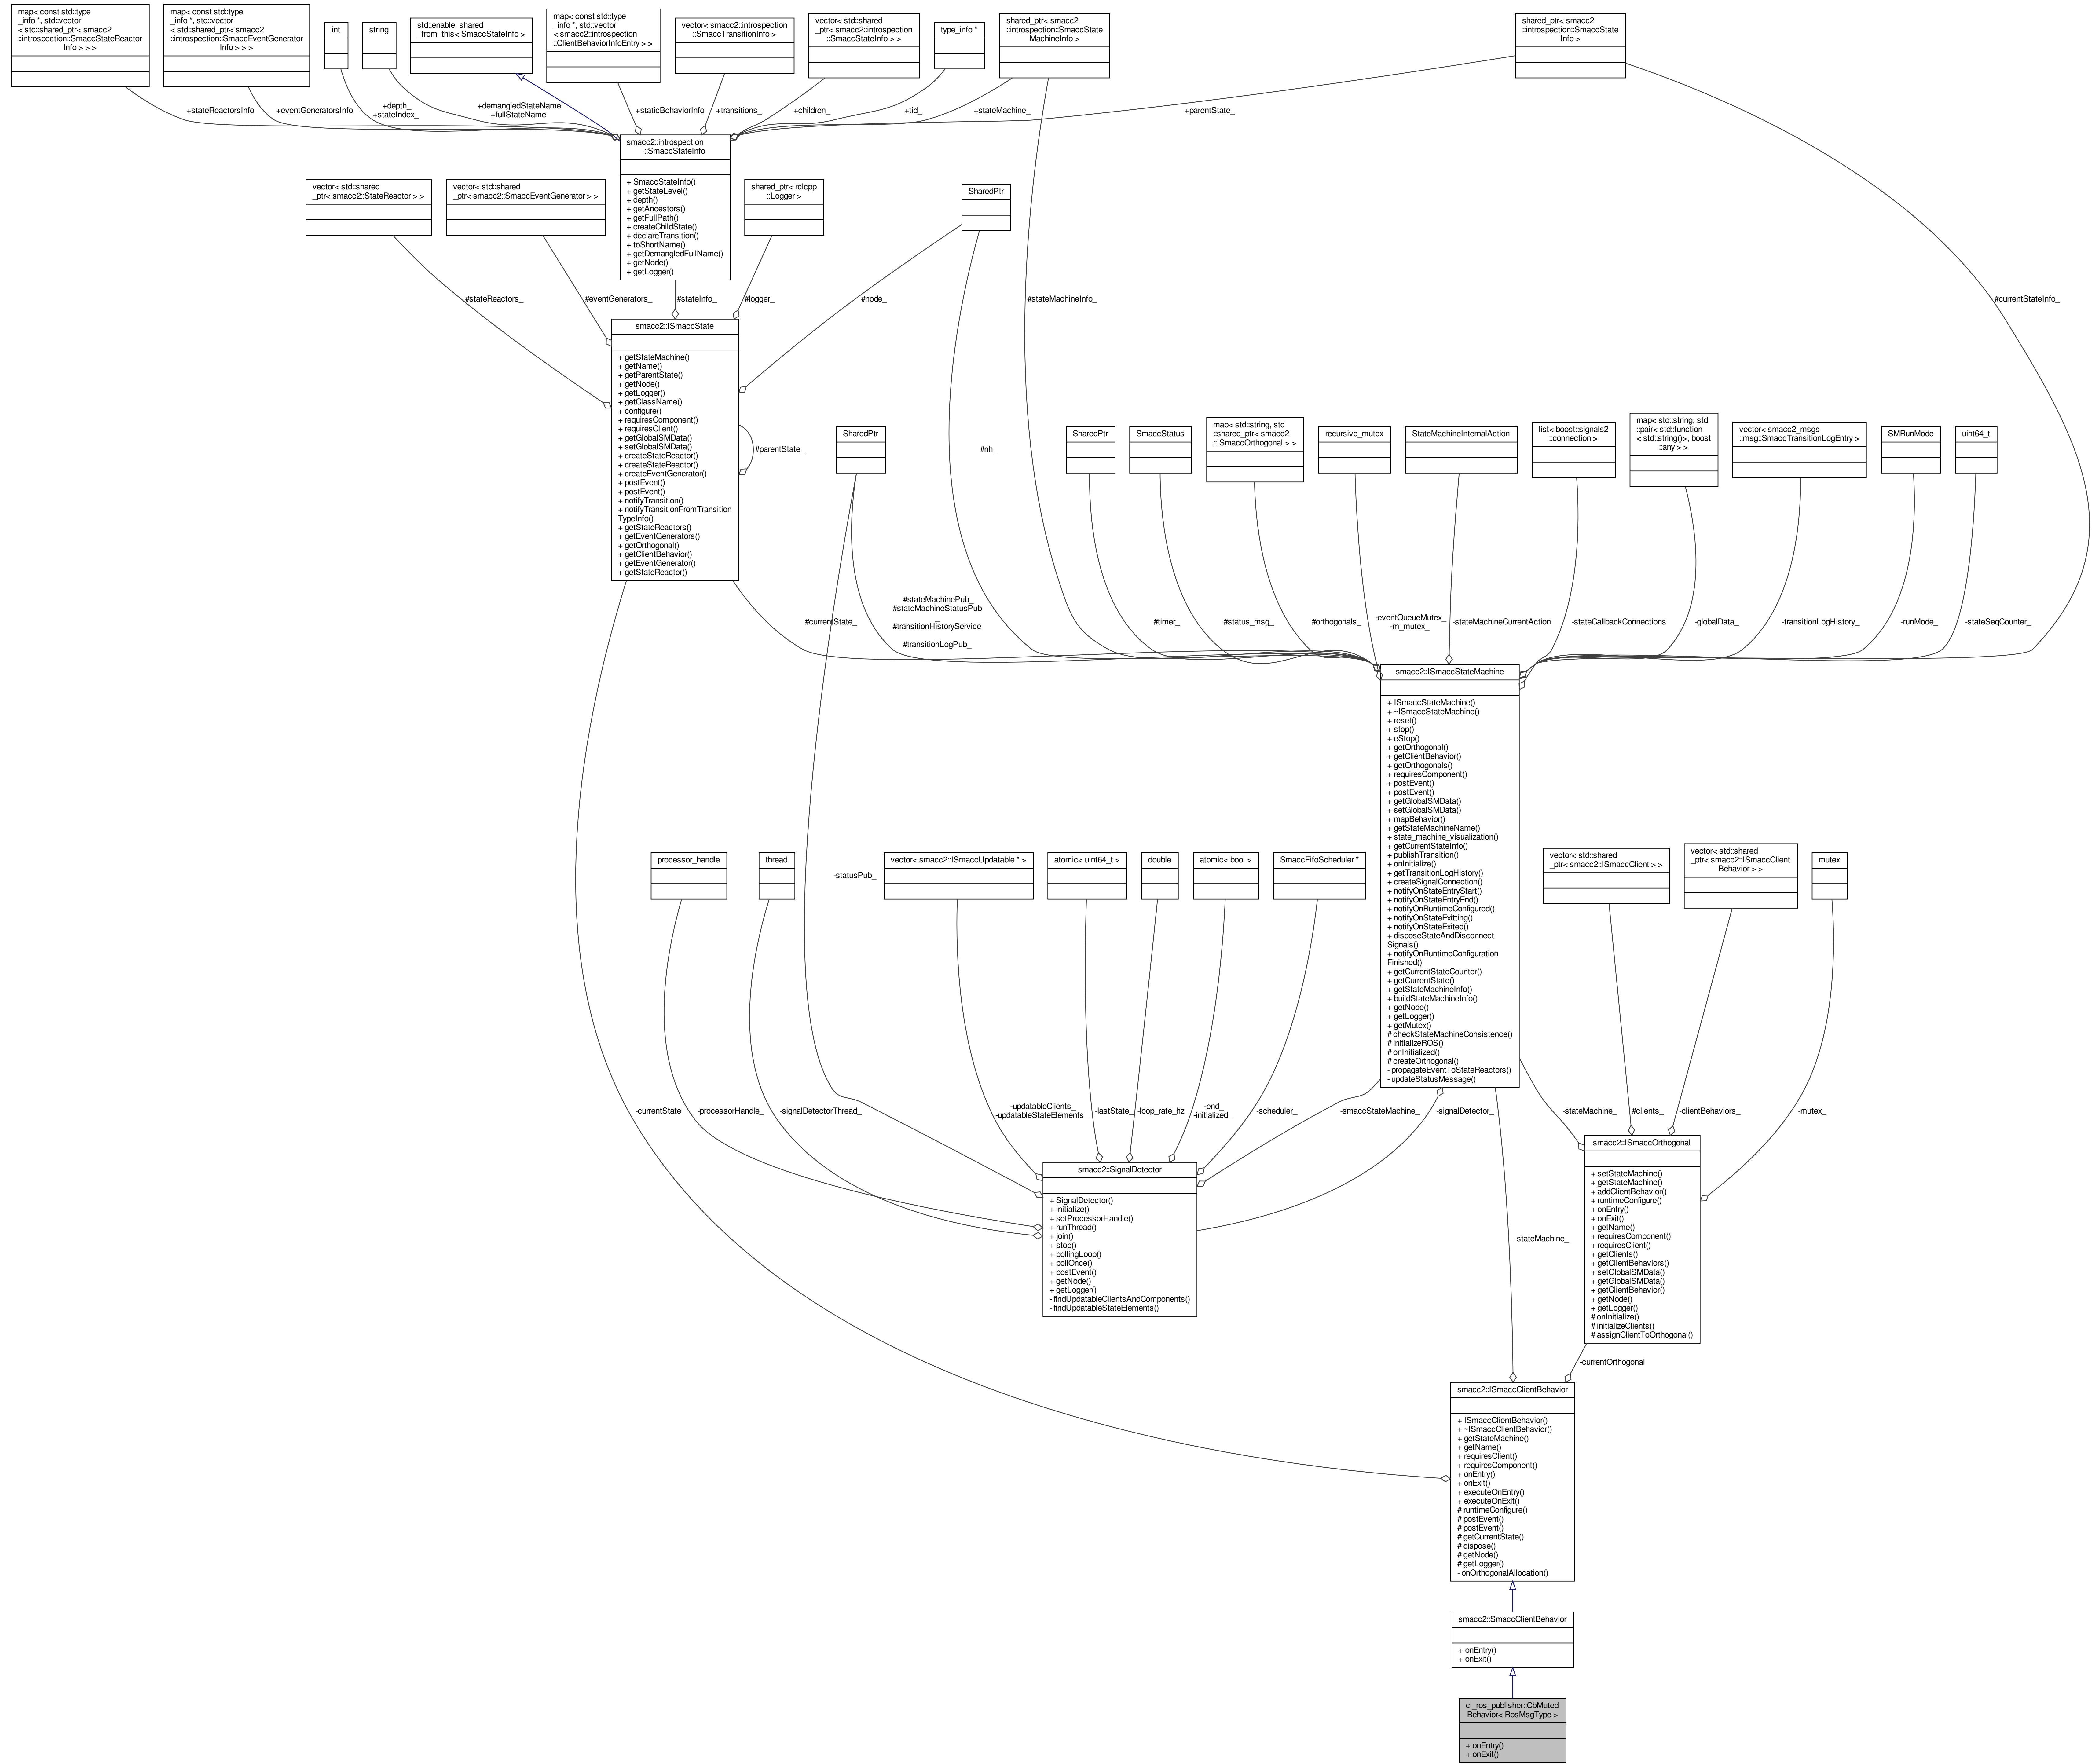 map< const std::type
_info *, std::vector
< std::shared_ptr< smacc2
::introspection::SmaccStateReactor
Info > > >
map< const std::type
_info *, std::vector
< std::shared_ptr< smacc2
::introspection::SmaccEventGenerator
Info > > >
int
string
std::enable_shared
_from_this< SmaccStateInfo >
map< const std::type
_info *, std::vector
< smacc2::introspection
::ClientBehaviorInfoEntry > >
vector< smacc2::introspection
::SmaccTransitionInfo >
vector< std::shared
_ptr< smacc2::introspection
::SmaccStateInfo > >
type_info *
shared_ptr< smacc2
::introspection::SmaccState
MachineInfo >
shared_ptr< smacc2
::introspection::SmaccState
Info >
+stateReactorsInfo
+eventGeneratorsInfo
+depth_
+stateIndex_
+demangledStateName
+fullStateName
+staticBehaviorInfo
+transitions_
+children_
+tid_
+stateMachine_
+parentState_
smacc2::introspection
::SmaccStateInfo
+ SmaccStateInfo()
+ getStateLevel()
+ depth()
+ getAncestors()
+ getFullPath()
+ createChildState()
+ declareTransition()
+ toShortName()
+ getDemangledFullName()
+ getNode()
+ getLogger()
vector< std::shared
_ptr< smacc2::StateReactor > >
vector< std::shared
_ptr< smacc2::SmaccEventGenerator > >
shared_ptr< rclcpp
::Logger >
SharedPtr
#stateReactors_
#eventGenerators_
#stateInfo_
#logger_
#node_
#stateMachineInfo_
#currentStateInfo_
smacc2::ISmaccState
+ getStateMachine()
+ getName()
+ getParentState()
+ getNode()
+ getLogger()
+ getClassName()
+ configure()
+ requiresComponent()
+ requiresClient()
+ getGlobalSMData()
+ setGlobalSMData()
+ createStateReactor()
+ createStateReactor()
+ createEventGenerator()
+ postEvent()
+ postEvent()
+ notifyTransition()
+ notifyTransitionFromTransition
TypeInfo()
+ getStateReactors()
+ getEventGenerators()
+ getOrthogonal()
+ getClientBehavior()
+ getEventGenerator()
+ getStateReactor()
#parentState_
SharedPtr
#nh_
SharedPtr
SmaccStatus
map< std::string, std
::shared_ptr< smacc2
::ISmaccOrthogonal > >
recursive_mutex
StateMachineInternalAction
list< boost::signals2
::connection >
map< std::string, std
::pair< std::function
< std::string()>, boost
::any > >
vector< smacc2_msgs
::msg::SmaccTransitionLogEntry >
SMRunMode
uint64_t
#currentState_
#stateMachinePub_
#stateMachineStatusPub
_
#transitionHistoryService
_
#transitionLogPub_
#timer_
#status_msg_
#orthogonals_
-eventQueueMutex_
-m_mutex_
-stateMachineCurrentAction
-stateCallbackConnections
-globalData_
-transitionLogHistory_
-runMode_
-stateSeqCounter_
smacc2::ISmaccStateMachine
+ ISmaccStateMachine()
+ ~ISmaccStateMachine()
+ reset()
+ stop()
+ eStop()
+ getOrthogonal()
+ getClientBehavior()
+ getOrthogonals()
+ requiresComponent()
+ postEvent()
+ postEvent()
+ getGlobalSMData()
+ setGlobalSMData()
+ mapBehavior()
+ getStateMachineName()
+ state_machine_visualization()
+ getCurrentStateInfo()
+ publishTransition()
+ onInitialize()
+ getTransitionLogHistory()
+ createSignalConnection()
+ notifyOnStateEntryStart()
+ notifyOnStateEntryEnd()
+ notifyOnRuntimeConfigured()
+ notifyOnStateExitting()
+ notifyOnStateExited()
+ disposeStateAndDisconnect
Signals()
+ notifyOnRuntimeConfiguration
Finished()
+ getCurrentStateCounter()
+ getCurrentState()
+ getStateMachineInfo()
+ buildStateMachineInfo()
+ getNode()
+ getLogger()
+ getMutex()
# checkStateMachineConsistence()
# initializeROS()
# onInitialized()
# createOrthogonal()
- propagateEventToStateReactors()
- updateStatusMessage()
processor_handle
thread
-statusPub_
vector< smacc2::ISmaccUpdatable * >
atomic< uint64_t >
double
atomic< bool >
SmaccFifoScheduler *
vector< std::shared
_ptr< smacc2::ISmaccClient > >
vector< std::shared
_ptr< smacc2::ISmaccClient
Behavior > >
mutex
-currentState
-processorHandle_
-signalDetectorThread_
-updatableClients_
-updatableStateElements_
-lastState_
-loop_rate_hz
-end_
-initialized_
-scheduler_
-smaccStateMachine_
-signalDetector_
-stateMachine_
#clients_
-clientBehaviors_
-mutex_
smacc2::SignalDetector
+ SignalDetector()
+ initialize()
+ setProcessorHandle()
+ runThread()
+ join()
+ stop()
+ pollingLoop()
+ pollOnce()
+ postEvent()
+ getNode()
+ getLogger()
- findUpdatableClientsAndComponents()
- findUpdatableStateElements()
smacc2::ISmaccOrthogonal
+ setStateMachine()
+ getStateMachine()
+ addClientBehavior()
+ runtimeConfigure()
+ onEntry()
+ onExit()
+ getName()
+ requiresComponent()
+ requiresClient()
+ getClients()
+ getClientBehaviors()
+ setGlobalSMData()
+ getGlobalSMData()
+ getClientBehavior()
+ getNode()
+ getLogger()
# onInitialize()
# initializeClients()
# assignClientToOrthogonal()
-stateMachine_
-currentOrthogonal
smacc2::ISmaccClientBehavior
+ ISmaccClientBehavior()
+ ~ISmaccClientBehavior()
+ getStateMachine()
+ getName()
+ requiresClient()
+ requiresComponent()
+ onEntry()
+ onExit()
+ executeOnEntry()
+ executeOnExit()
# runtimeConfigure()
# postEvent()
# postEvent()
# getCurrentState()
# dispose()
# getNode()
# getLogger()
- onOrthogonalAllocation()
smacc2::SmaccClientBehavior
+ onEntry()
+ onExit()
cl_ros_publisher::CbMuted
Behavior< RosMsgType >
+ onEntry()
+ onExit()